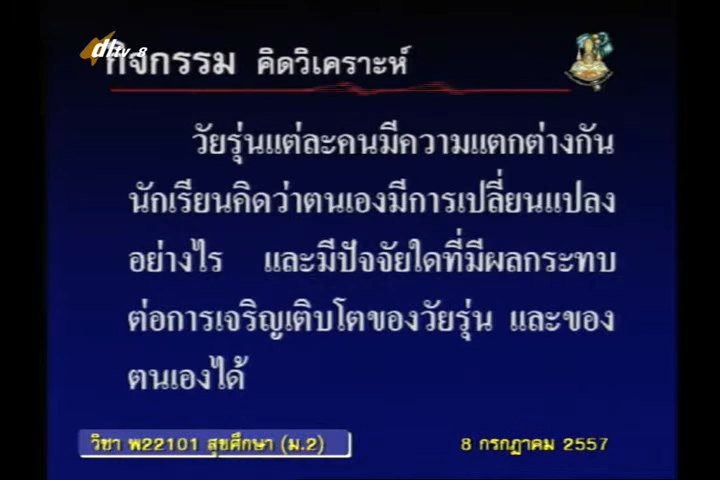 dltv 8
กิจกรรม คิดวิเคราะห์
วัยรุ่นแต่ละคนมีความแตกต่างกัน
นักเรียนคิดว่าตนเองมีการเปลี่ยนแปลง
อย่างไร และมีปัจจัยใดที่มีผลกระทบ
ต่อการเจริญเติบโตของวัยรุ่น และของ
ตนเองได้
วิชา พ22101 สุขศึกษา (ม.2) 8 กรกฎาคม 2557